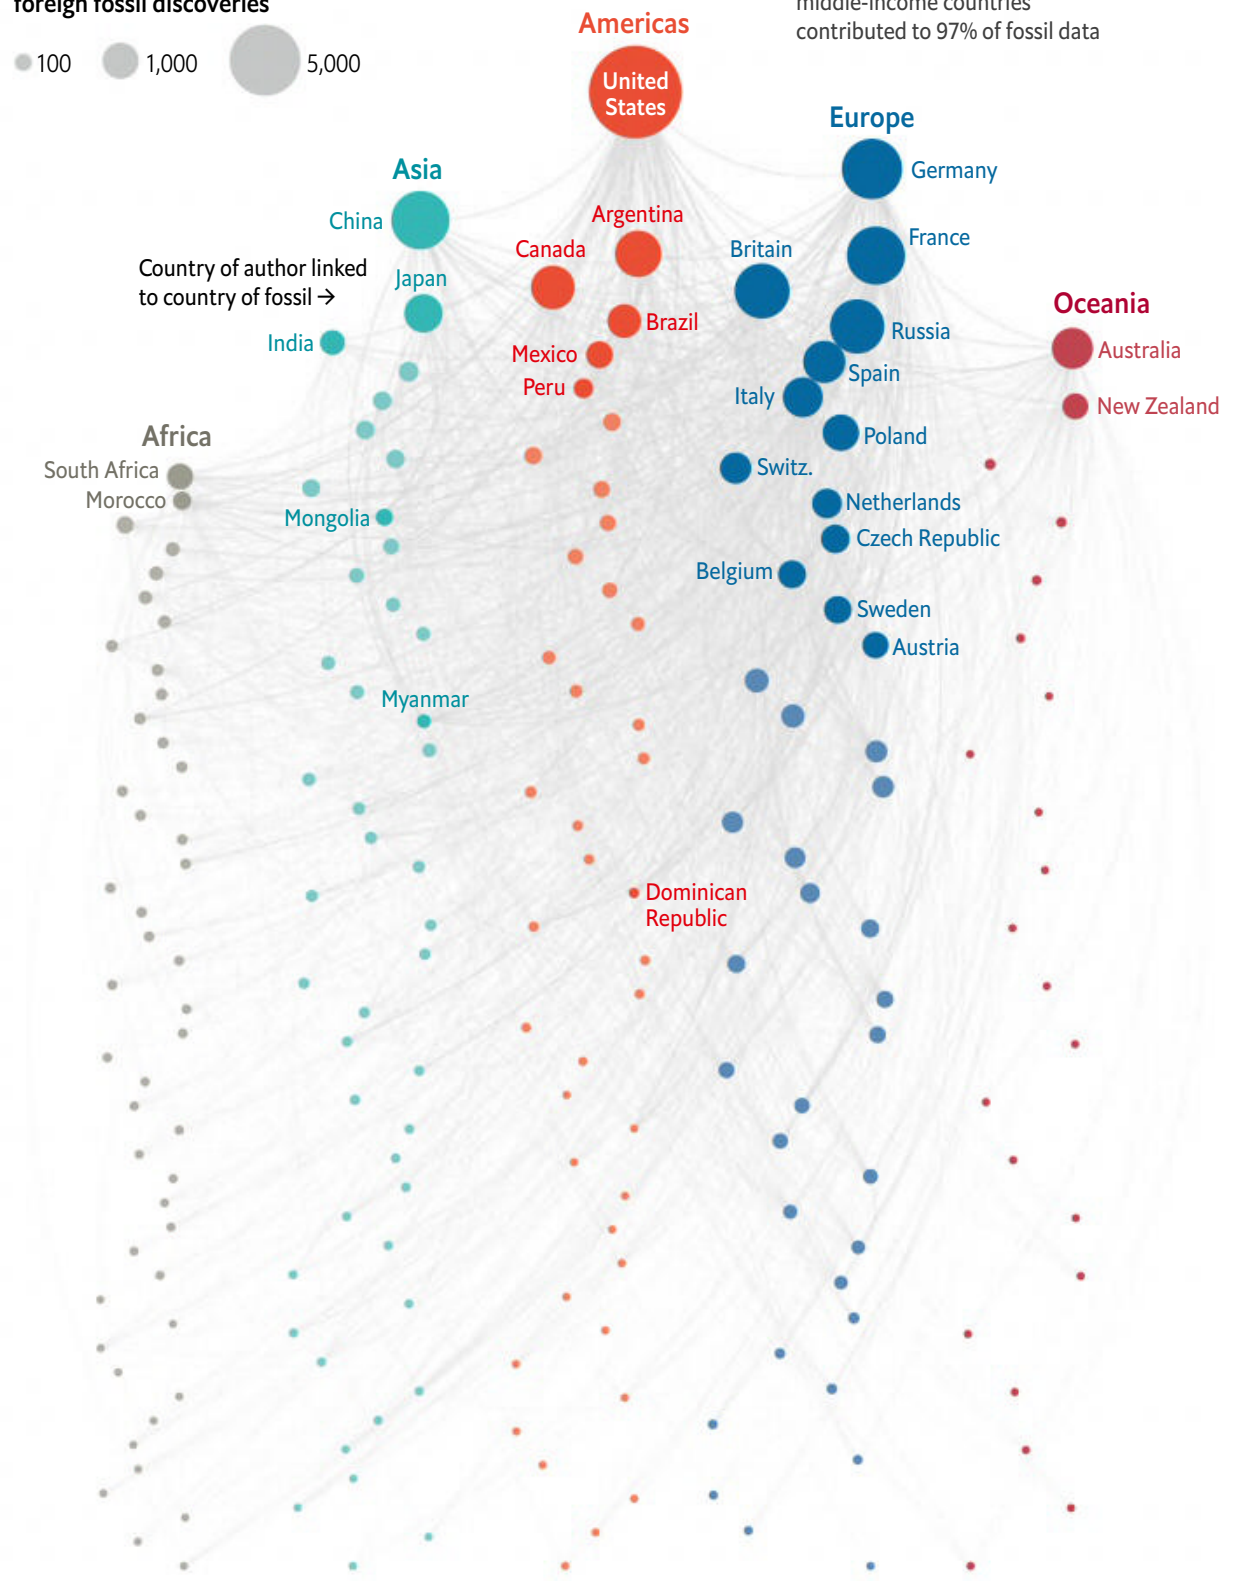 foreign fossil discoveries
100
1,000
5,000
middle-income countries
contributed to 97% of fossil data
Americas
United
States
Europe
Germany
Asia
China
Argentina
France
Canada
Britain
Country of author linked
to country of fossil →
Japan
Oceania
Brazil
Russia
India
Mexico
Australia
Spain
Peru
Italy
New Zealand
Africa
Poland
South Africa
Switz.
Morocco
Netherlands
Mongolia
Czech Republic
Belgium
Sweden
Austria
Myanmar
Dominican
Republic